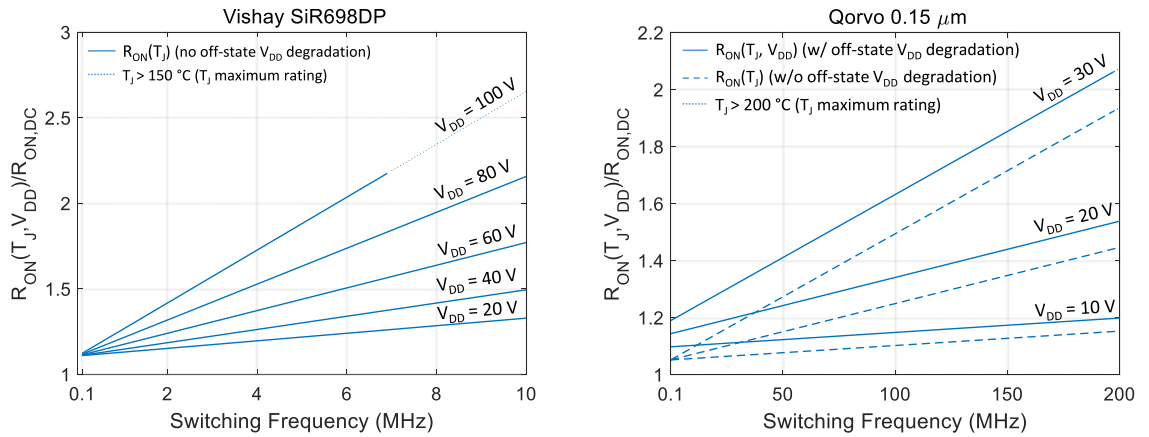 Vishay SiR698DP
3
2.5
2
1.5
1
R_ON(T_J,V_DD)/R_ON,DC
R_ON(T_J) (no off-state V_DD degradation)
T_J > 150 °C (T_J maximum rating)
V_DD = 100 V
V_DD = 80 V
V_DD = 60 V
V_DD = 40 V
V_DD = 20 V
0.1 2 4 6 8 10
Switching Frequency (MHz)
Qorvo 0.15 μm
2.2
2
1.8
1.6
1.4
1.2
1
R_ON(T_J,V_DD)/R_ON,DC
R_ON(T_J, V_DD) (w/ off-state V_DD degradation)
R_ON(T_J) (w/o off-state V_DD degradation)
T_J > 200 °C (T_J maximum rating)
V_DD = 30 V
V_DD = 20 V
V_DD = 10 V
0.1 50 100 150 200
Switching Frequency (MHz)